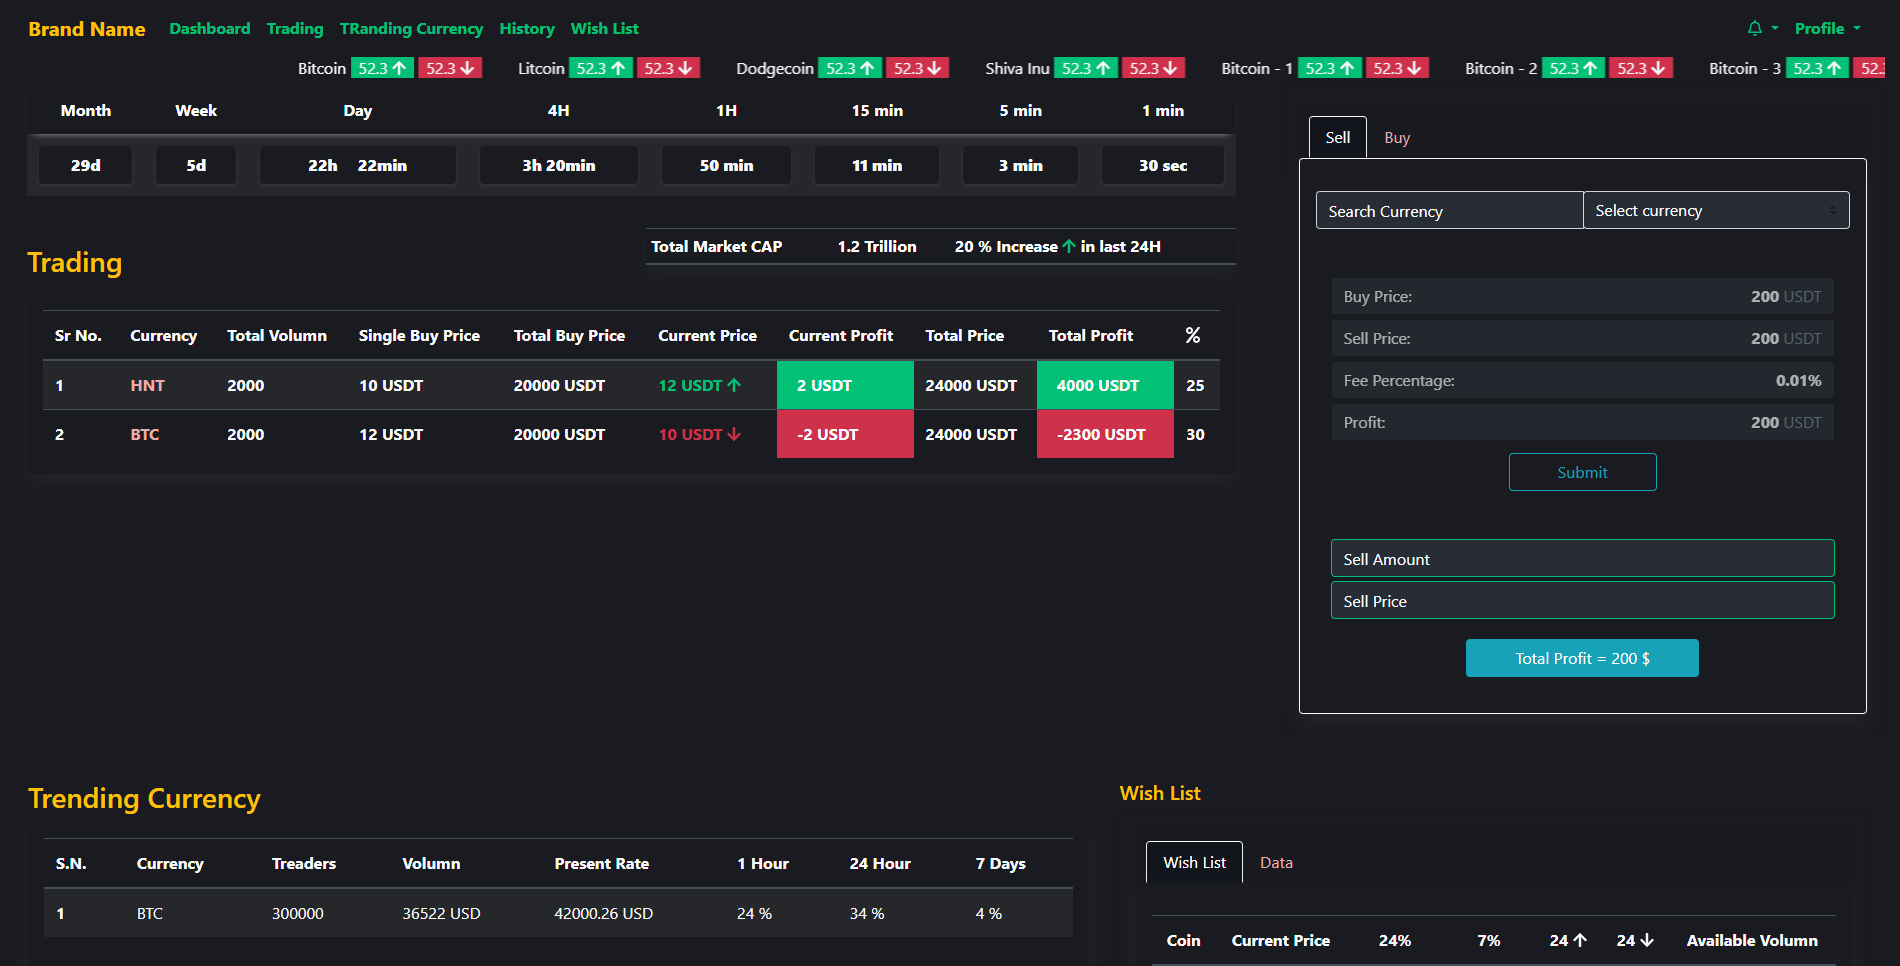 Brand Name Dashboard Trading TRanding Currency History Wish List Profile
Bitcoin 52.3 52.3 Litcoin 52.3 52.3 Dodgecoin 52.3 52.3 Shiva Inu 52.3 52.3 Bitcoin - 1 52.3 52.3 Bitcoin - 2 52.3 52.3 Bitcoin - 3 52.3 52.
Month Week Day 4H 1H 15 min 5 min 1 min
29d 5d 22h 22min 3h 20min 50 min 11 min 3 min 30 sec
Trading
Total Market CAP 1.2 Trillion 20 % Increase ↑ in last 24H
Sr No. Currency Total Volumn Single Buy Price Total Buy Price Current Price Current Profit Total Price Total Profit %
1 HNT 2000 10 USDT 20000 USDT 12 USDT ↑ 2 USDT 24000 USDT 4000 USDT 25
2 BTC 2000 12 USDT 20000 USDT 10 USDT ↓ -2 USDT 24000 USDT -2300 USDT 30
Sell Buy
Search Currency Select currency
Buy Price: 200 USDT
Sell Price: 200 USDT
Fee Percentage: 0.01%
Profit: 200 USDT
Submit
Sell Amount
Sell Price
Total Profit = 200 $
Trending Currency
S.N. Currency Treaders Volumn Present Rate 1 Hour 24 Hour 7 Days
1 BTC 300000 36522 USD 42000.26 USD 24 % 34 % 4 %
Wish List
Wish List Data
Coin Current Price 24% 7% 24 ↑ 24 ↓ Available Volumn